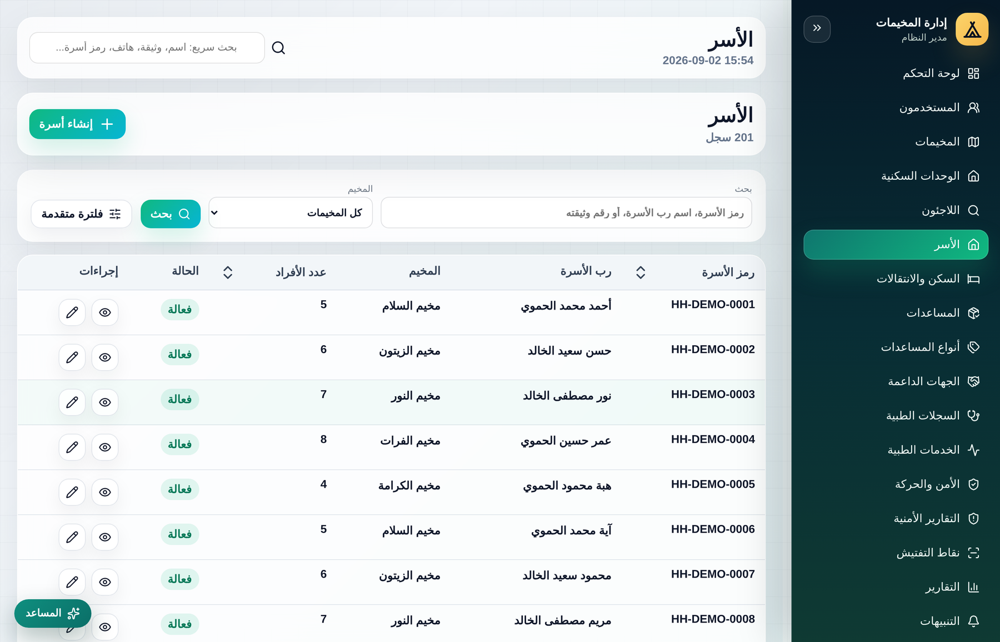 إدارة المخيمات
مدير النظام
لوحة التحكم
المستخدمون
المخيمات
الوحدات السكنية
اللاجئون
الأسر
السكن والانتقالات
المساعدات
أنواع المساعدات
الجهات الداعمة
السجلات الطبية
الخدمات الطبية
الأمن والحركة
التقارير الأمنية
نقاط التفتيش
التقارير
التنبيهات
الأسر
2026-09-02 15:54
بحث سريع: اسم، وثيقة، هاتف، رمز أسرة...
الأسر
201 سجل
إنشاء أسرة
بحث
رمز الأسرة، اسم رب الأسرة، أو رقم وثيقته
المخيم
كل المخيمات
بحث
فلترة متقدمة
رمز الأسرة رب الأسرة المخيم عدد الأفراد الحالة إجراءات
HH-DEMO-0001 أحمد محمد الحموي مخيم السلام 5 فعالة
HH-DEMO-0002 حسن سعيد الخالد مخيم الزيتون 6 فعالة
HH-DEMO-0003 نور مصطفى الخالد مخيم النور 7 فعالة
HH-DEMO-0004 عمر حسين الحموي مخيم الفرات 8 فعالة
HH-DEMO-0005 هبة محمود الحموي مخيم الكرامة 4 فعالة
HH-DEMO-0006 آية محمد الحموي مخيم السلام 5 فعالة
HH-DEMO-0007 محمود سعيد الخالد مخيم الزيتون 6 فعالة
HH-DEMO-0008 مريم مصطفى الخالد مخيم النور 7 فعالة
المساعد